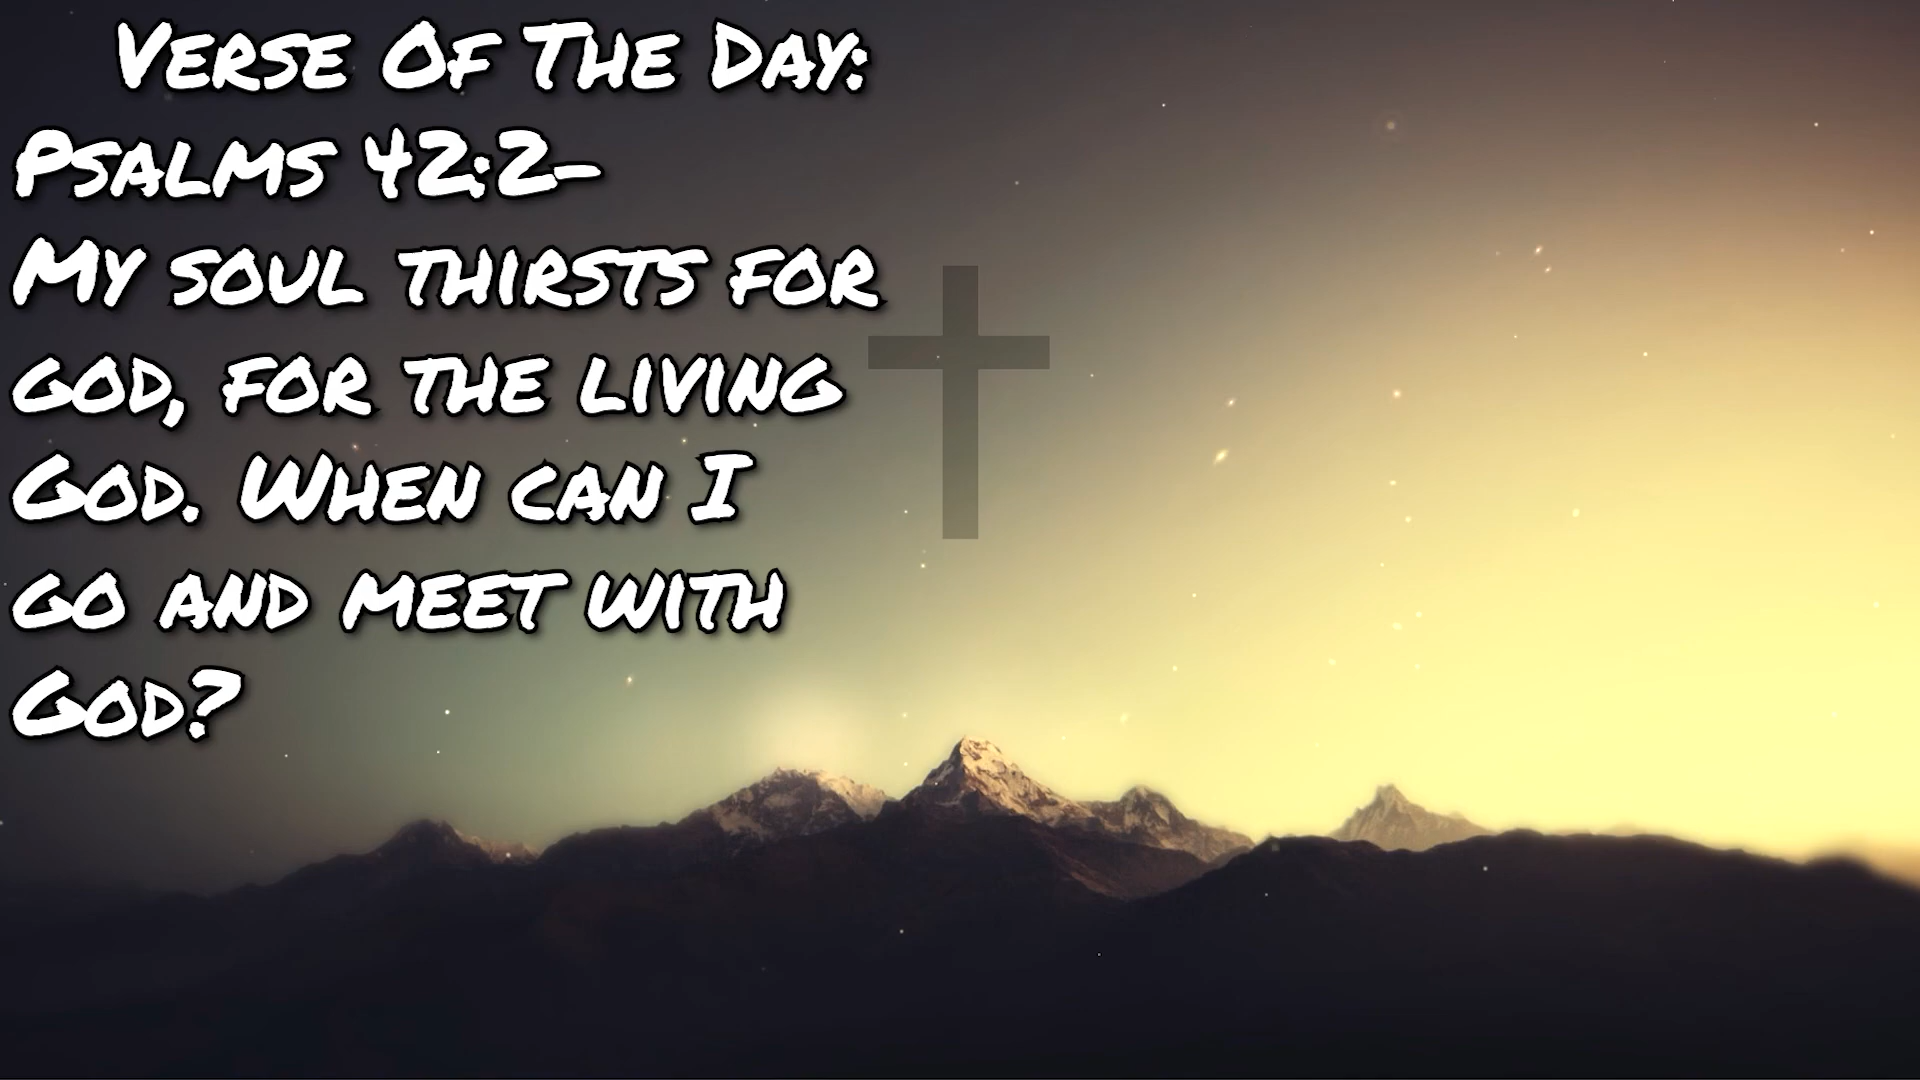 Verse Of The Day:
Psalms 42:2-
My soul thirsts for
god, for the living
God. When can I
go and meet with
God?